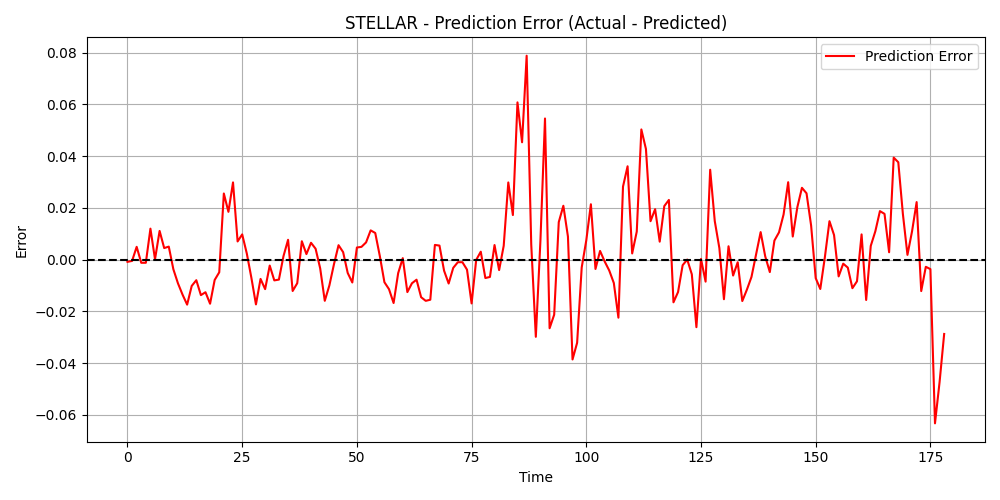 STELLAR - Prediction Error (Actual - Predicted)
Prediction Error
Error
0.08
0.06
0.04
0.02
0.00
−0.02
−0.04
−0.06
0 25 50 75 100 125 150 175
Time